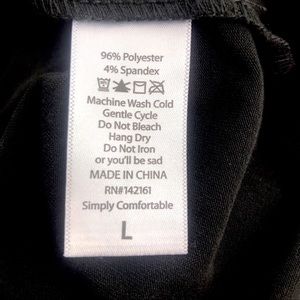 96% Polyester
4% Spandex
Machine Wash Cold
Gentle Cycle
Do Not Bleach
Hang Dry
Do Not Iron
or you'll be sad
MADE IN CHINA
RN#142161
Simply Comfortable
L